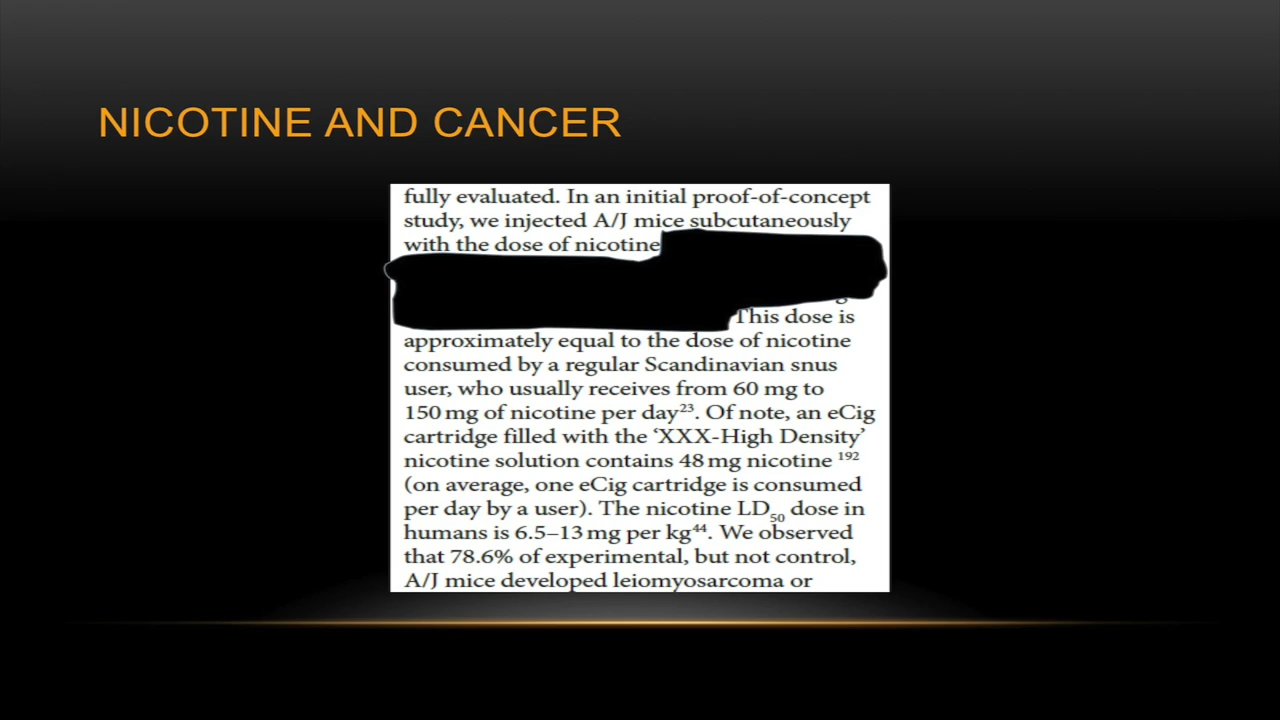 NICOTINE AND CANCER
fully evaluated. In an initial proof-of-concept
study, we injected A/J mice subcutaneously
with the dose of nicotine
This dose is
approximately equal to the dose of nicotine
consumed by a regular Scandinavian snus
user, who usually receives from 60 mg to
150 mg of nicotine per day²³. Of note, an eCig
cartridge filled with the ‘XXX-High Density’
nicotine solution contains 48 mg nicotine ¹⁹²
(on average, one eCig cartridge is consumed
per day by a user). The nicotine LD₅₀ dose in
humans is 6.5–13 mg per kg⁴⁴. We observed
that 78.6% of experimental, but not control,
A/J mice developed leiomyosarcoma or